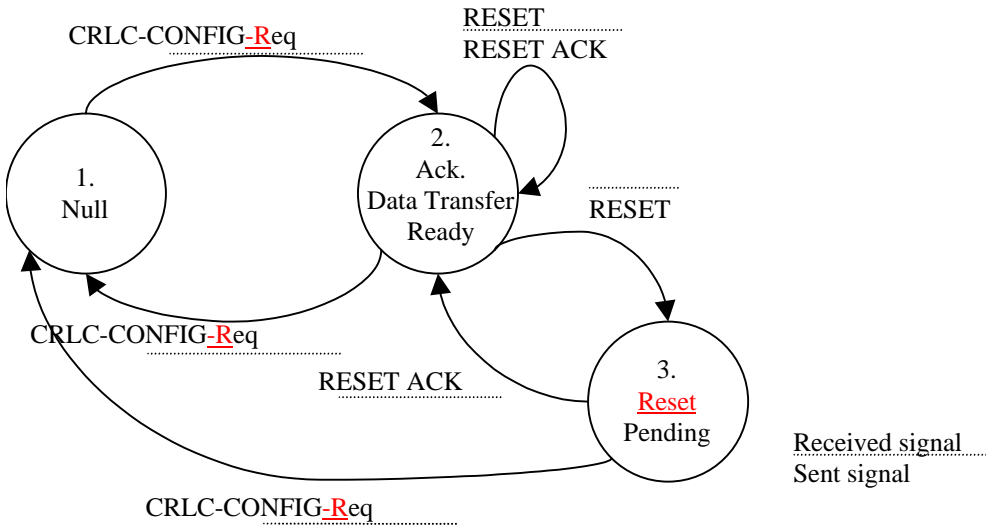 RESET
CRLC-CONFIG-Req
RESET ACK
2.
Ack.
Data Transfer
Ready
1.
Null
RESET
CRLC-CONFIG-Req
3.
Reset
Pending
RESET ACK
Received signal
Sent signal
CRLC-CONFIG-Req